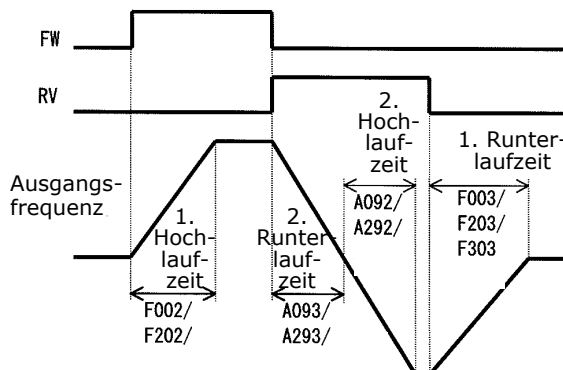 FW
RV
2.
Hoch-
lauf-
zeit
1. Runter-
laufzeit
Ausgangs-
frequenz
1.
Hoch-
lauf-
zeit
2.
Runter-
lauf-
zeit
A092/
A292/
F003/
F203/
F303
F002/
F202/
A093/
A293/